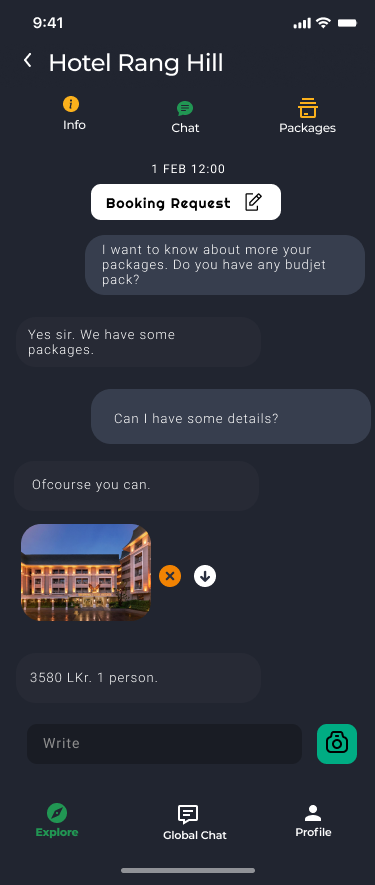 9:41
Hotel Rang Hill
Info
Chat
Packages
1 FEB 12:00
Booking Request
I want to know about more your
packages. Do you have any budjet
pack?
Yes sir. We have some
packages.
Can I have some details?
Ofcourse you can.
3580 LKr. 1 person.
Write
Explore
Global Chat
Profile